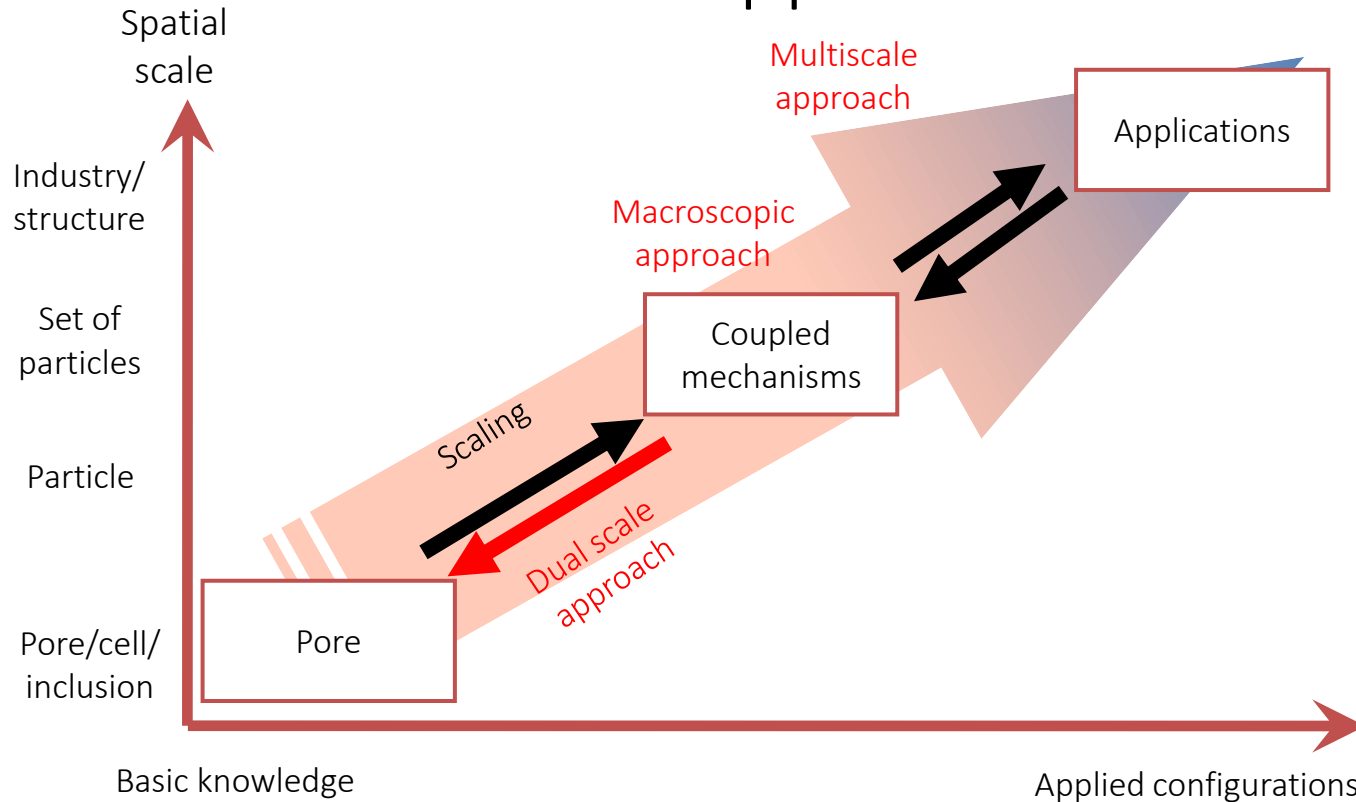 Spatial
scale
Multiscale
approach
Applications
Industry/
structure
Macroscopic
approach
Set of
particles
Coupled
mechanisms
Scaling
Particle
Dual scale
approach
Pore/cell/
inclusion
Pore
Basic knowledge
Applied configurations